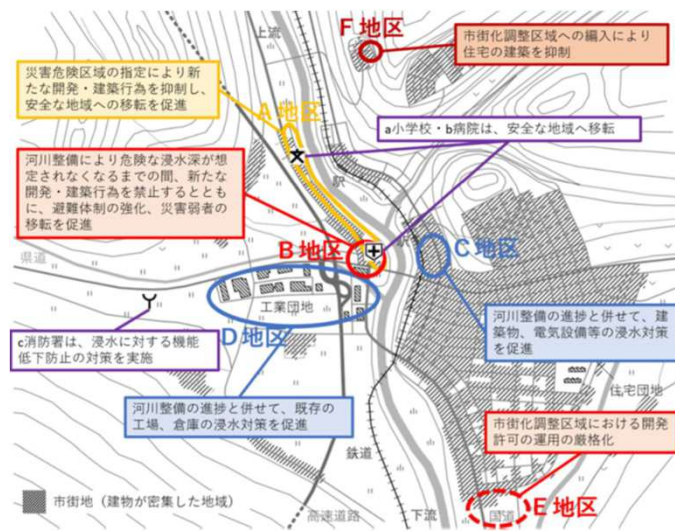 F地区
上流
市街化調整区域への編入により
住宅の建築を抑制
災害危険区域の指定により新
たな開発・建築行為を抑制し、
安全な地域への移転を促進
A地区
a小学校・b病院は、安全な地域へ移転
河川整備により危険な浸水深が想
定されなくなるまでの間、新たな
開発・建築行為を禁止するととも
に、避難体制の強化、災害弱者の
移転を促進
駅
県道
B地区
C地区
工業団地
D地区
c消防署は、浸水に対する機能
低下防止の対策を実施
河川整備の進捗と併せて、建
築物、電気設備等の浸水対策
を促進
住宅団地
河川整備の進捗と併せて、既存の
工場、倉庫の浸水対策を促進
市街化調整区域における開発
許可の運用の厳格化
鉄道
市街地（建物が密集した地域）
高速道路
下流
国道
E地区